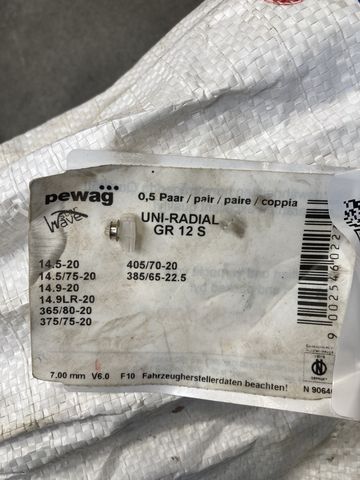 pewag
0,5 Paar / pair / paire / coppia
UNI-RADIAL
GR 12 S
14.5-20
14.5/75-20
14.9-20
14.9LR-20
365/80-20
375/75-20
405/70-20
385/65-22.5
7.00 mm V6.0 F10 Fahrzeugherstellerdaten beachten!